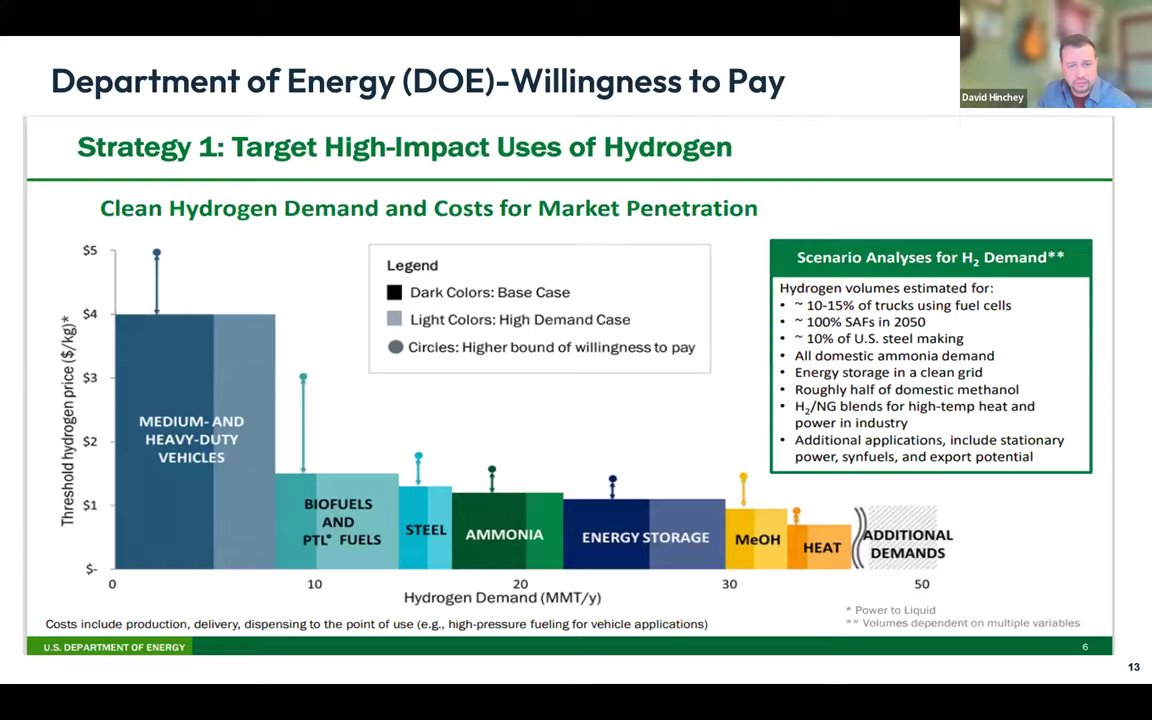 David Hinchey
Department of Energy (DOE)-Willingness to Pay
Strategy 1: Target High-Impact Uses of Hydrogen
Clean Hydrogen Demand and Costs for Market Penetration
Threshold hydrogen price ($/kg)*
$5
$4
$3
$2
$1
$-
Legend
Dark Colors: Base Case
Light Colors: High Demand Case
Circles: Higher bound of willingness to pay
MEDIUM- AND
HEAVY-DUTY
VEHICLES
BIOFUELS
AND
PTL* FUELS
STEEL
AMMONIA
ENERGY STORAGE
MeOH
HEAT
ADDITIONAL
DEMANDS
0
10
20
30
50
Hydrogen Demand (MMT/y)
Scenario Analyses for H2 Demand**
Hydrogen volumes estimated for:
• ~ 10-15% of trucks using fuel cells
• ~ 100% SAFs in 2050
• ~ 10% of U.S. steel making
• All domestic ammonia demand
• Energy storage in a clean grid
• Roughly half of domestic methanol
• H2/NG blends for high-temp heat and
power in industry
• Additional applications, include stationary
power, synfuels, and export potential
* Power to Liquid
** Volumes dependent on multiple variables
Costs include production, delivery, dispensing to the point of use (e.g., high-pressure fueling for vehicle applications)
U.S. DEPARTMENT OF ENERGY
6
13